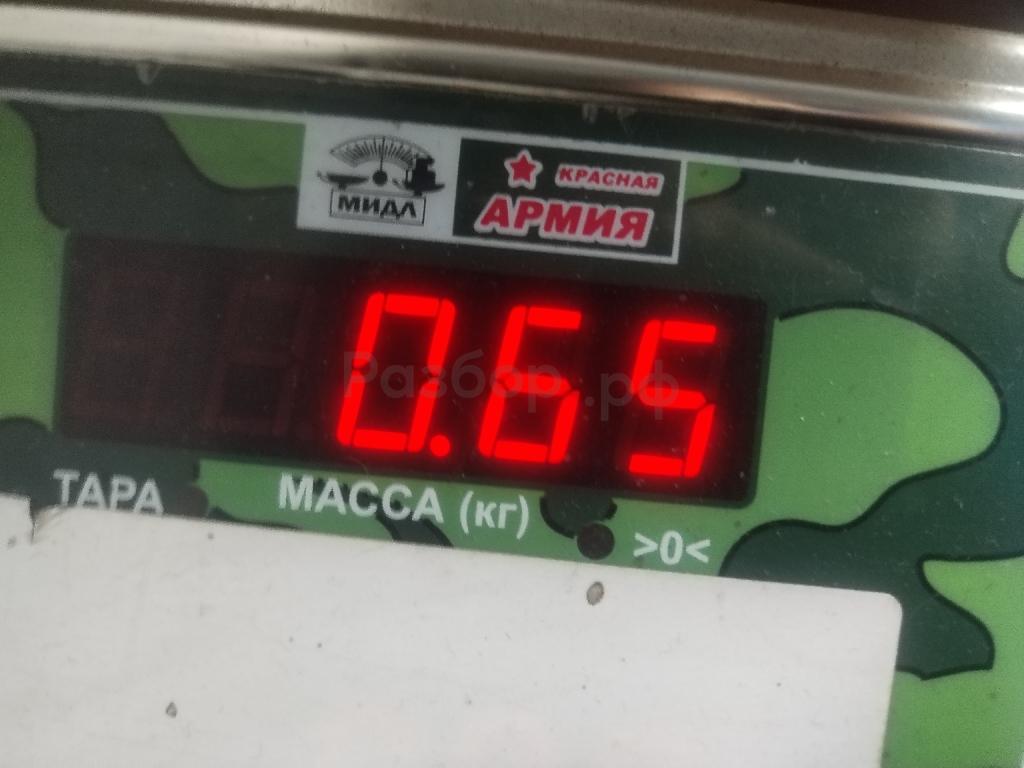 МИДЛ
КРАСНАЯ
АРМИЯ
0.65
Разбор.рф
ТАРА
МАССА (кг)
>0<